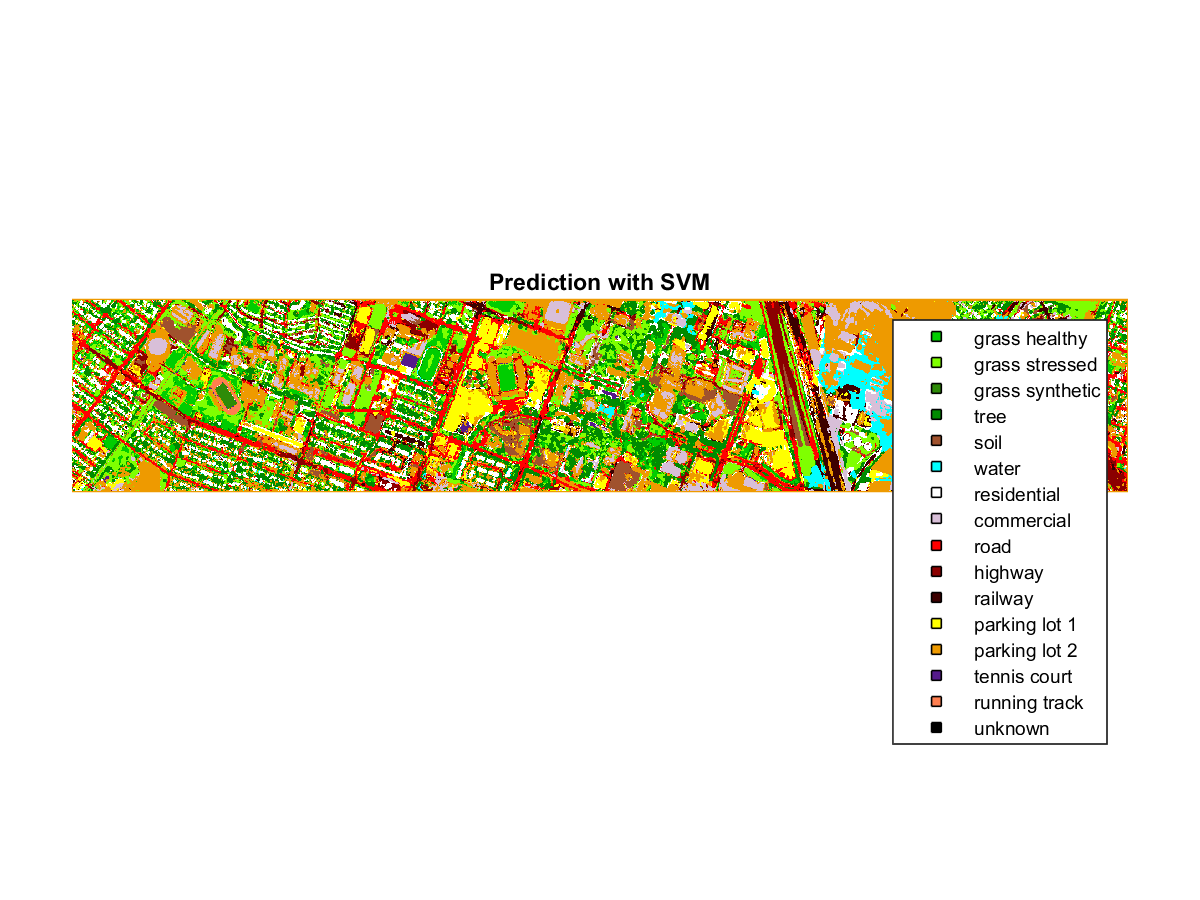 Prediction with SVM
grass healthy
grass stressed
grass synthetic
tree
soil
water
residential
commercial
road
highway
railway
parking lot 1
parking lot 2
tennis court
running track
unknown